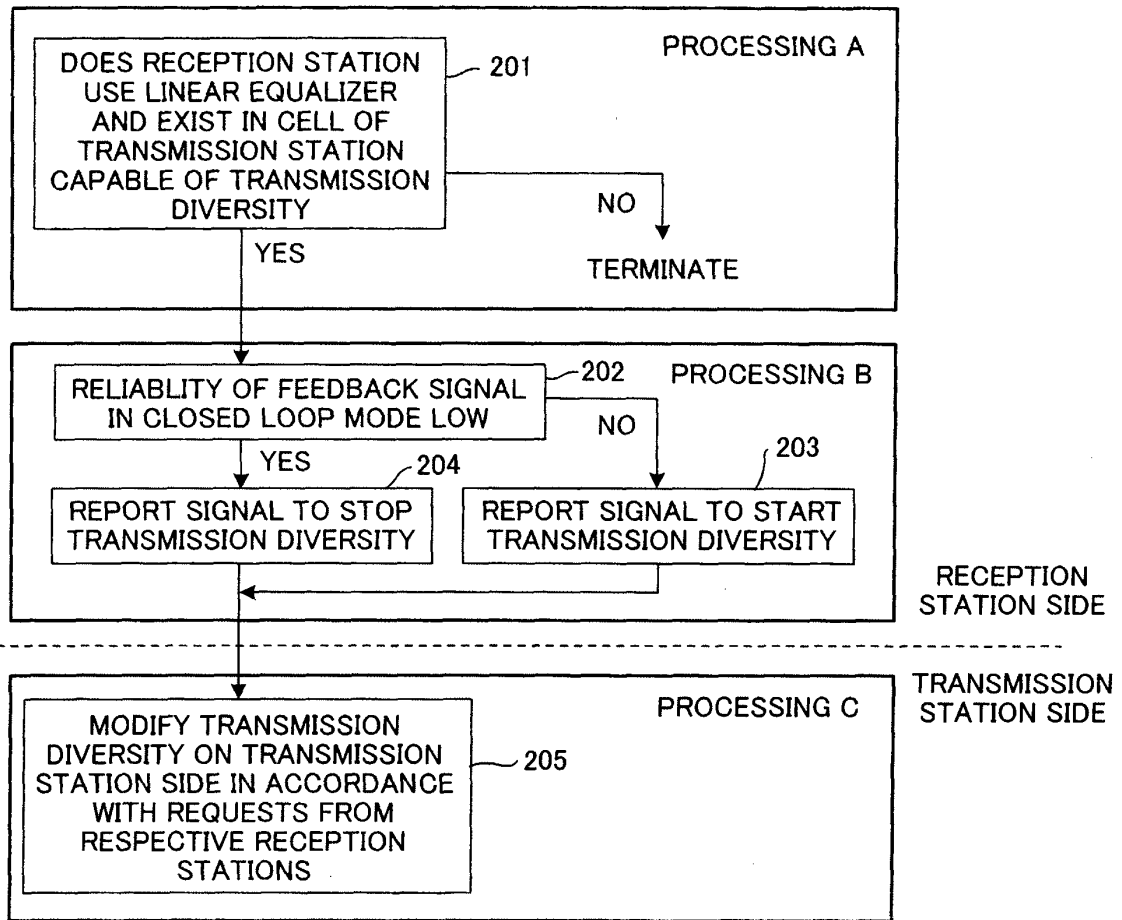 PROCESSING A
DOES RECEPTION STATION
USE LINEAR EQUALIZER
AND EXIST IN CELL OF
TRANSMISSION STATION
CAPABLE OF TRANSMISSION
DIVERSITY
201
NO
YES
TERMINATE
PROCESSING B
202
RELIABLITY OF FEEDBACK SIGNAL
IN CLOSED LOOP MODE LOW
NO
YES
204
203
REPORT SIGNAL TO STOP
TRANSMISSION DIVERSITY
REPORT SIGNAL TO START
TRANSMISSION DIVERSITY
RECEPTION
STATION SIDE
TRANSMISSION
STATION SIDE
PROCESSING C
MODIFY TRANSMISSION
DIVERSITY ON TRANSMISSION
STATION SIDE IN ACCORDANCE
WITH REQUESTS FROM
RESPECTIVE RECEPTION
STATIONS
205